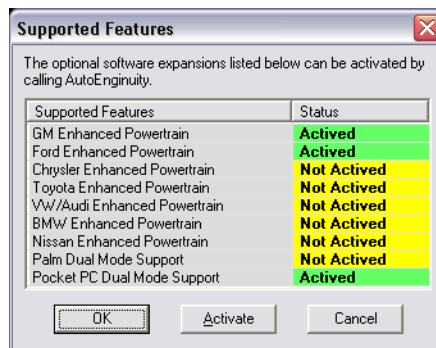 Supported Features
The optional software expansions listed below can be activated by
calling AutoEnginuity.
Supported Features Status
GM Enhanced Powertrain Actived
Ford Enhanced Powertrain Actived
Chrysler Enhanced Powertrain Not Actived
Toyota Enhanced Powertrain Not Actived
VW/Audi Enhanced Powertrain Not Actived
BMW Enhanced Powertrain Not Actived
Nissan Enhanced Powertrain Not Actived
Palm Dual Mode Support Not Actived
Pocket PC Dual Mode Support Actived
OK Activate Cancel